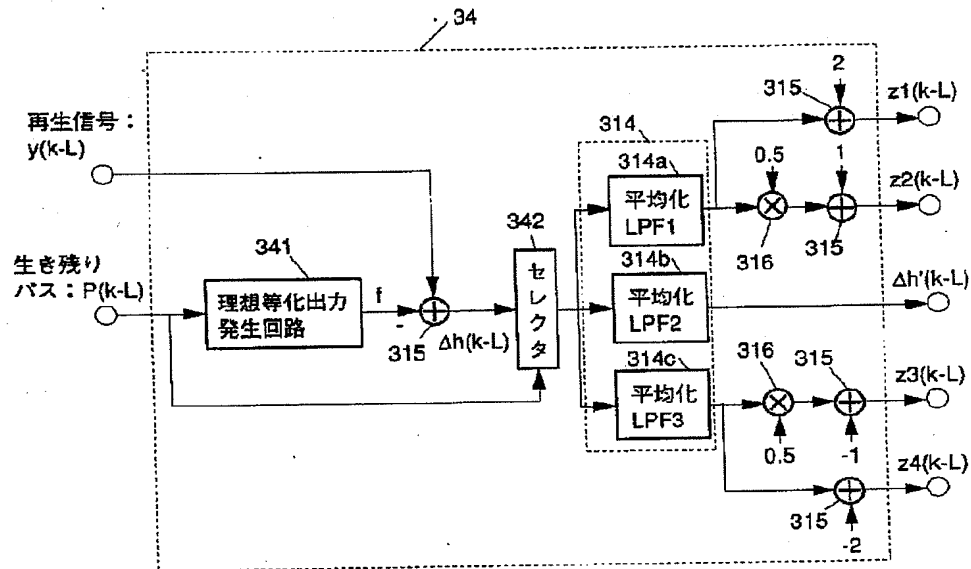 34
再生信号：
y(k-L)
生き残り
パス：P(k-L)
341
理想等化出力
発生回路
f
-
315
Δh(k-L)
342
セレクタ
314
314a
平均化
LPF1
314b
平均化
LPF2
314c
平均化
LPF3
2
315
z1(k-L)
0.5
1
316
315
z2(k-L)
Δh'(k-L)
316
315
z3(k-L)
0.5
-1
315
-2
z4(k-L)